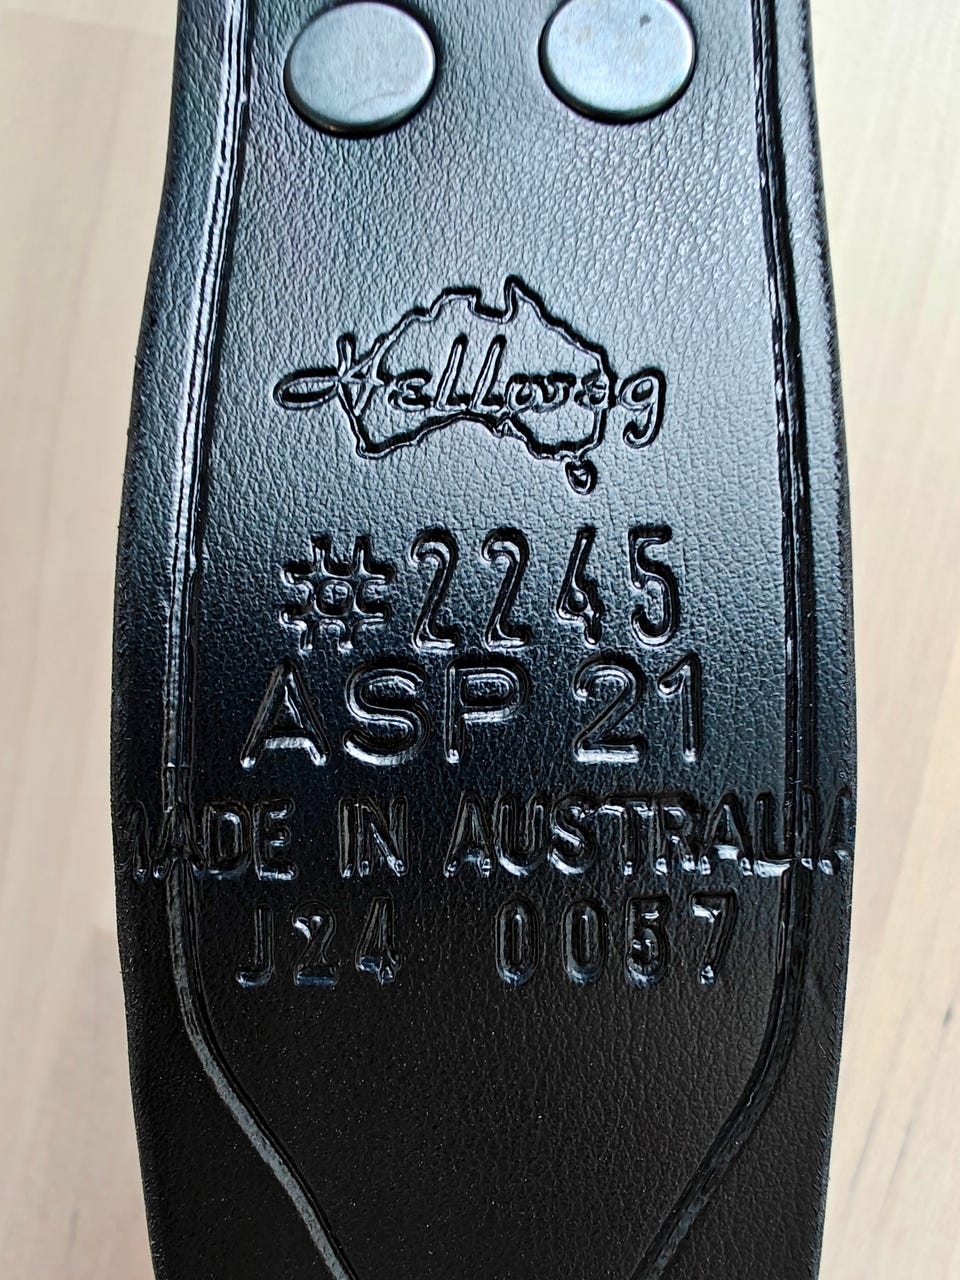 Hellweg
#2245
ASP 21
MADE IN AUSTRALIA
J24 0057